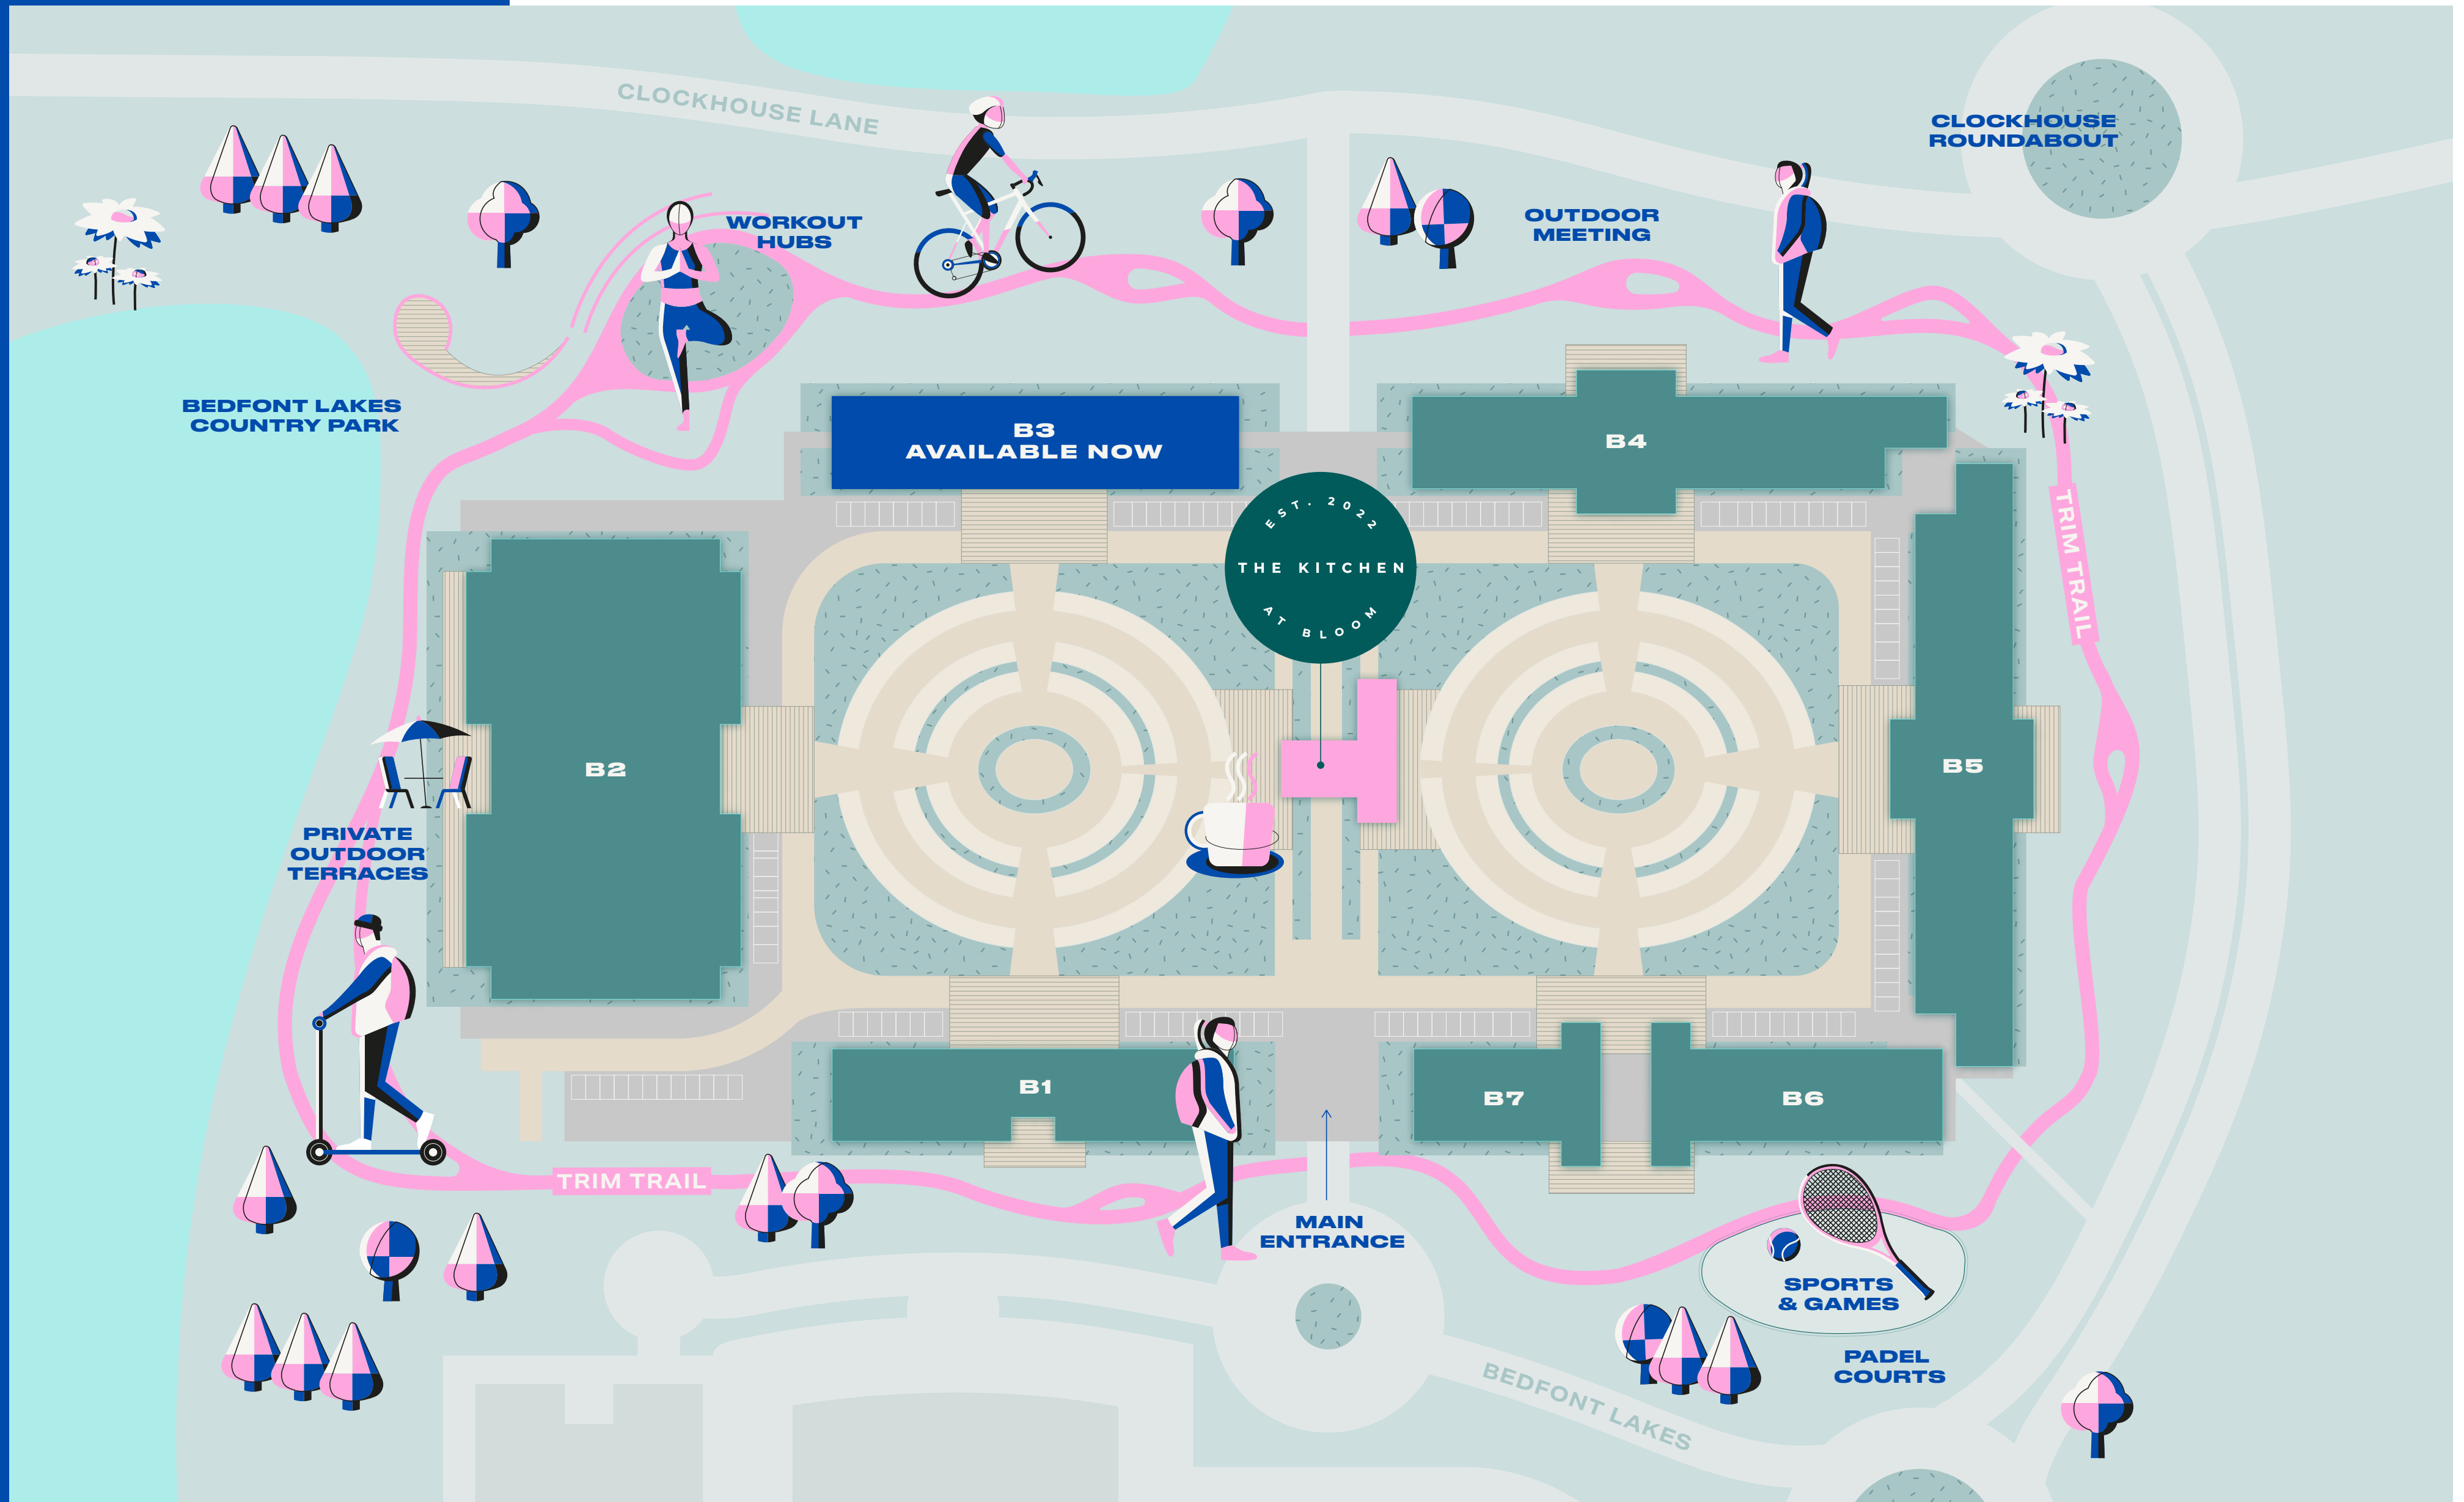 CLOCKHOUSE LANE
CLOCKHOUSE
ROUNDABOUT
WORKOUT
HUBS
OUTDOOR
MEETING
BEDFONT LAKES
COUNTRY PARK
B3
AVAILABLE NOW
B4
EST. 2022
THE KITCHEN
AT BLOOM
TRIM TRAIL
B2
B5
PRIVATE
OUTDOOR
TERRACES
B1
B7
B6
TRIM TRAIL
MAIN
ENTRANCE
SPORTS
& GAMES
PADEL
COURTS
BEDFONT LAKES